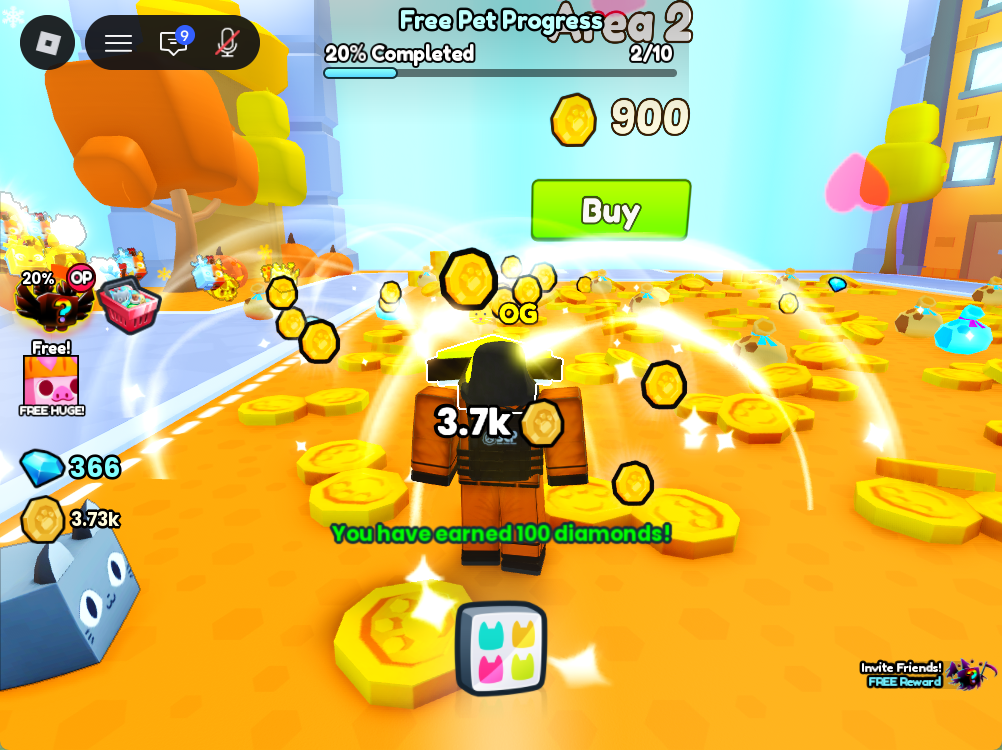 Free Pet Progress
Area 2
20% Completed
2/10
9
900
Buy
20%
OP
OG
Free!
FREE HUGE!
3.7k
366
3.73k
You have earned 100 diamonds!
Invite Friends!
FREE Reward